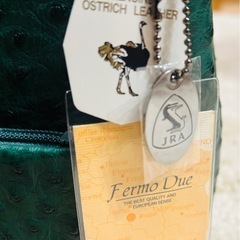 OSTRICH LEATHER
JRA
Fermo Due
THE BEST QUALITY AND
EUROPEAN SENSE